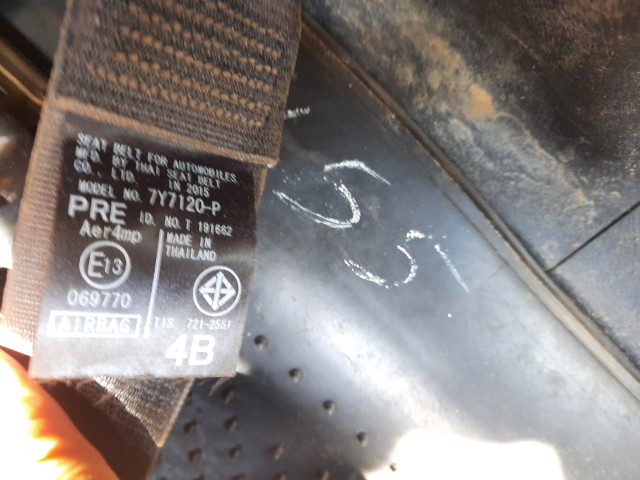 SEAT BELT FOR AUTOMOBILES.
MFD. BY THAI SEAT BELT
CO., LTD. IN 2015
MODEL NO. 7Y7120-P
PRE ID. NO. T 191662
Aer4mp
MADE IN
THAILAND
E13
069770
AIRBAG
TIS. 721-2551
4B
55